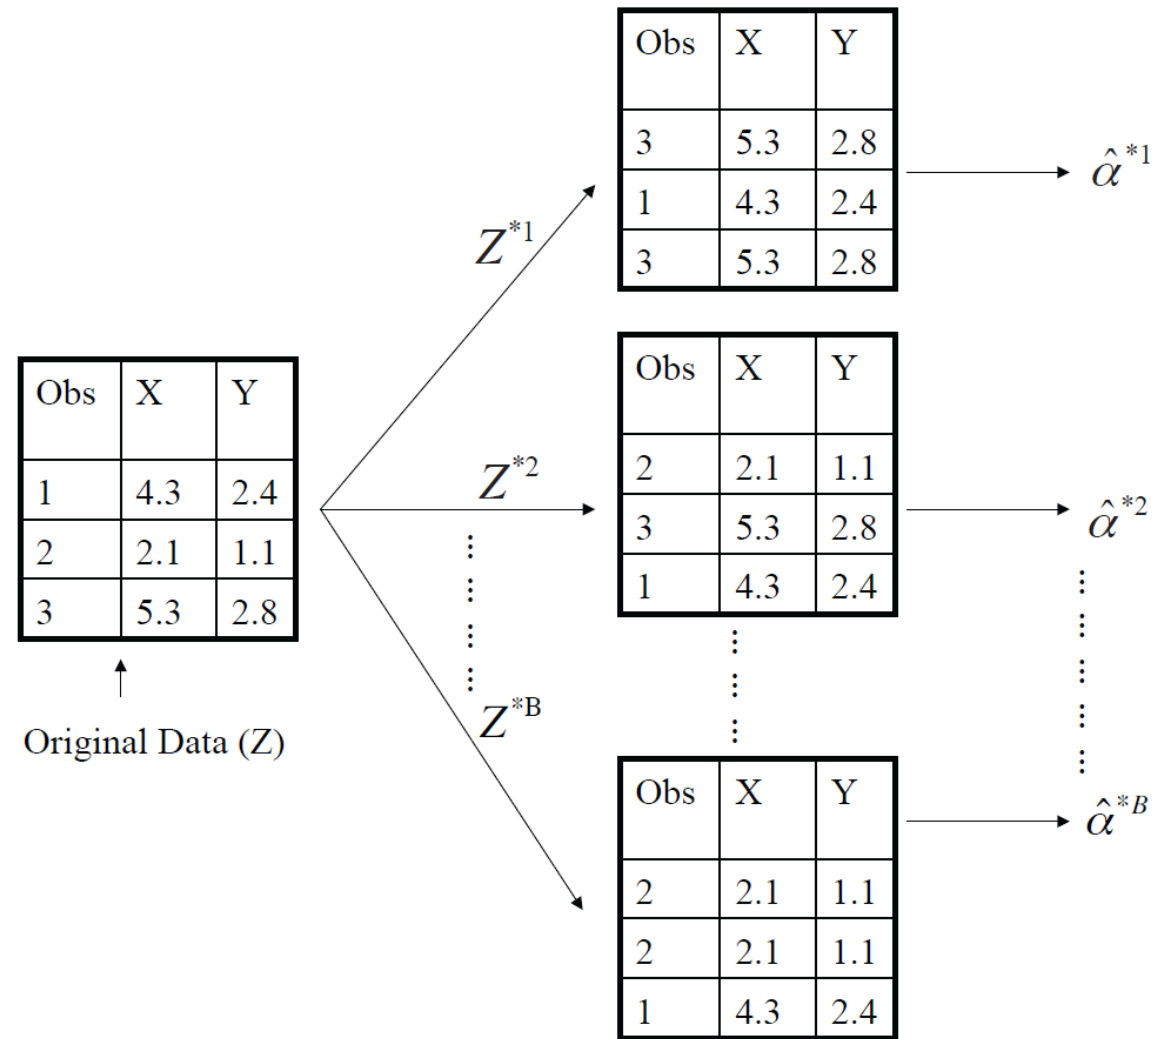 Obs X Y
3 5.3 2.8
1 4.3 2.4
3 5.3 2.8
α̂*1
Z*1
Obs X Y
1 4.3 2.4
2 2.1 1.1
3 5.3 2.8
Original Data (Z)
Z*2
Obs X Y
2 2.1 1.1
3 5.3 2.8
1 4.3 2.4
α̂*2
Z*B
Obs X Y
2 2.1 1.1
2 2.1 1.1
1 4.3 2.4
α̂*B